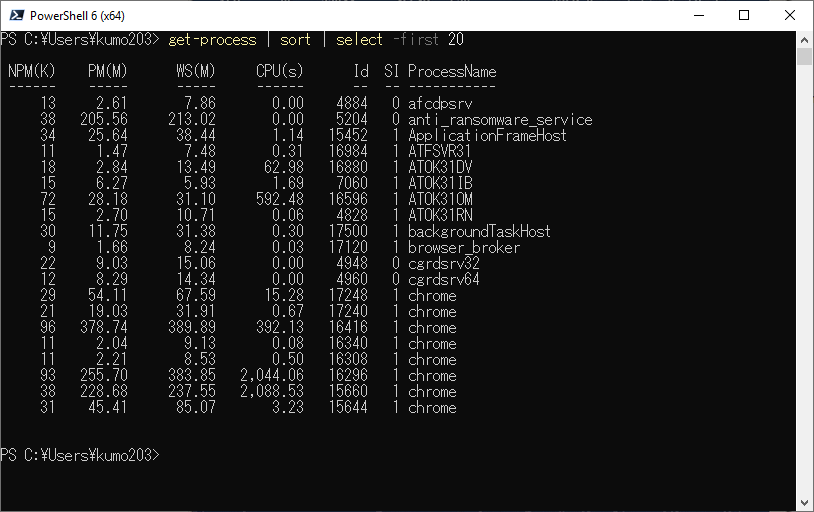 PowerShell 6 (x64)
PS C:¥Users¥kumo203> get-process | sort | select -first 20
NPM(K) PM(M) WS(M) CPU(s) Id SI ProcessName
------ ----- ----- ------ -- -- -----------
13 2.61 7.86 0.00 4884 0 afcdpsrv
38 205.56 213.02 0.00 5204 0 anti_ransomware_service
34 25.64 38.44 1.14 15452 1 ApplicationFrameHost
11 1.47 7.48 0.31 16984 1 ATFSVR31
18 2.84 13.49 62.98 16880 1 ATOK31DV
15 6.27 5.93 1.69 7060 1 ATOK31IB
72 28.18 31.10 592.48 16596 1 ATOK31OM
15 2.70 10.71 0.06 4828 1 ATOK31RN
30 11.75 31.38 0.30 17500 1 backgroundTaskHost
9 1.66 8.24 0.03 17120 1 browser_broker
22 9.03 15.06 0.00 4948 0 cgrdsrv32
12 8.29 14.34 0.00 4960 0 cgrdsrv64
29 54.11 67.59 15.28 17248 1 chrome
21 19.03 31.91 0.67 17240 1 chrome
96 378.74 389.89 392.13 16416 1 chrome
11 2.04 9.13 0.08 16340 1 chrome
11 2.21 8.53 0.50 16308 1 chrome
93 255.70 383.85 2,044.06 16296 1 chrome
38 228.68 237.55 2,088.53 15660 1 chrome
31 45.41 85.07 3.23 15644 1 chrome
PS C:¥Users¥kumo203>